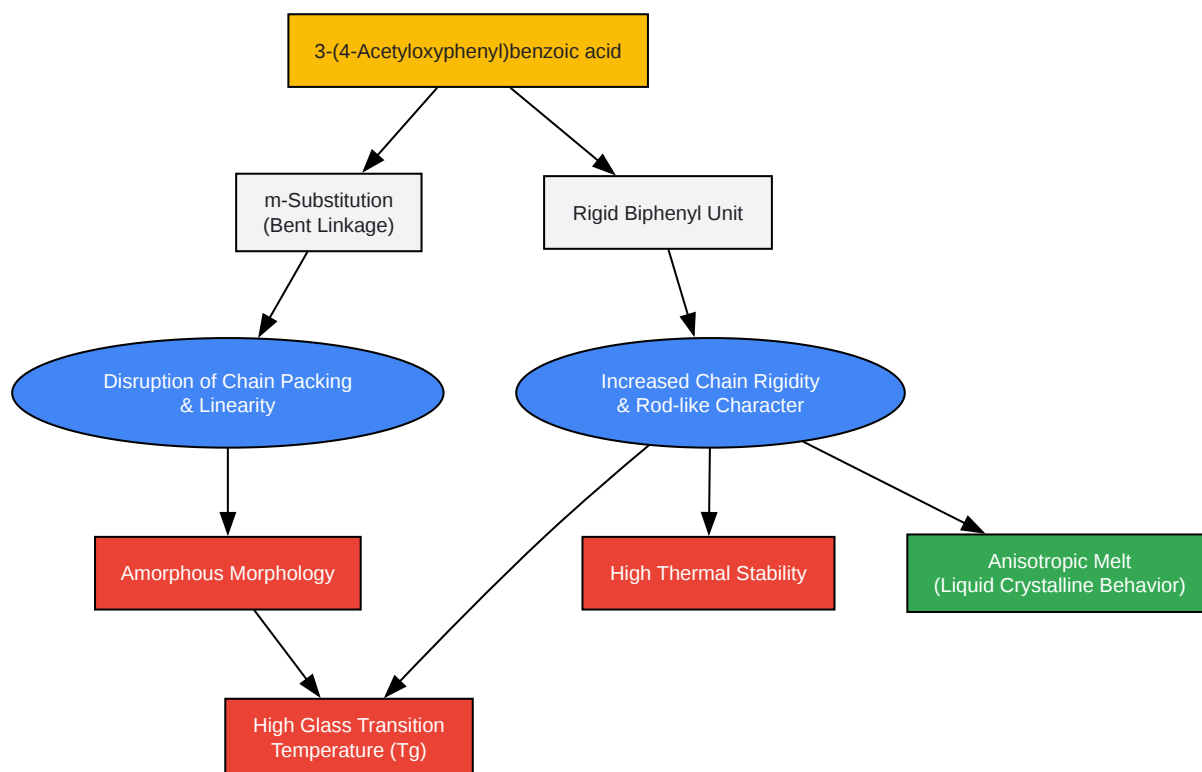 3-(4-Acetyloxyphenyl)benzoic acid
m-Substitution
(Bent Linkage)
Rigid Biphenyl Unit
Disruption of Chain Packing
& Linearity
Increased Chain Rigidity
& Rod-like Character
Amorphous Morphology
High Thermal Stability
Anisotropic Melt
(Liquid Crystalline Behavior)
High Glass Transition
Temperature (Tg)